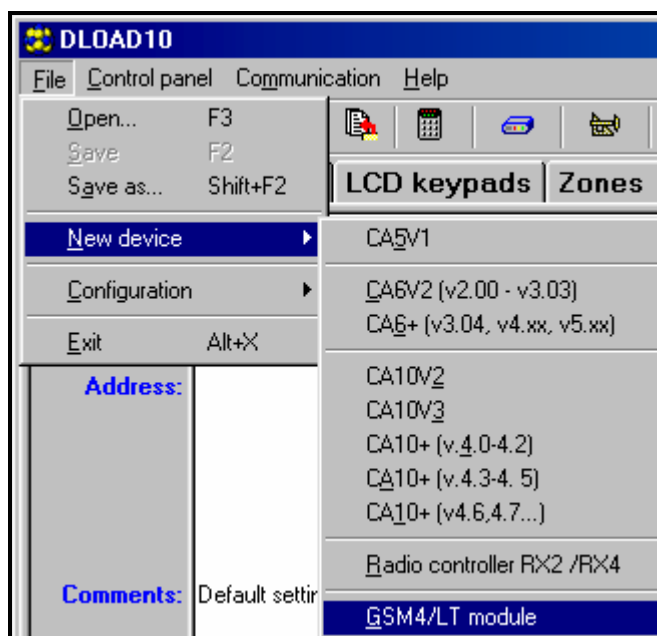 DLOAD10
File Control panel Communication Help
Open... F3
Save F2
Save as... Shift+F2
LCD keypads Zones
New device
CA5V1
Configuration
CA6V2 (v2.00 - v3.03)
CA6+ (v3.04, v4.xx, v5.xx)
Exit Alt+X
CA10V2
Address:
CA10V3
CA10+ (v.4.0-4.2)
CA10+ (v.4.3-4. 5)
CA10+ (v4.6,4.7...)
Radio controller RX2 /RX4
Comments: Default settir
GSM4/LT module